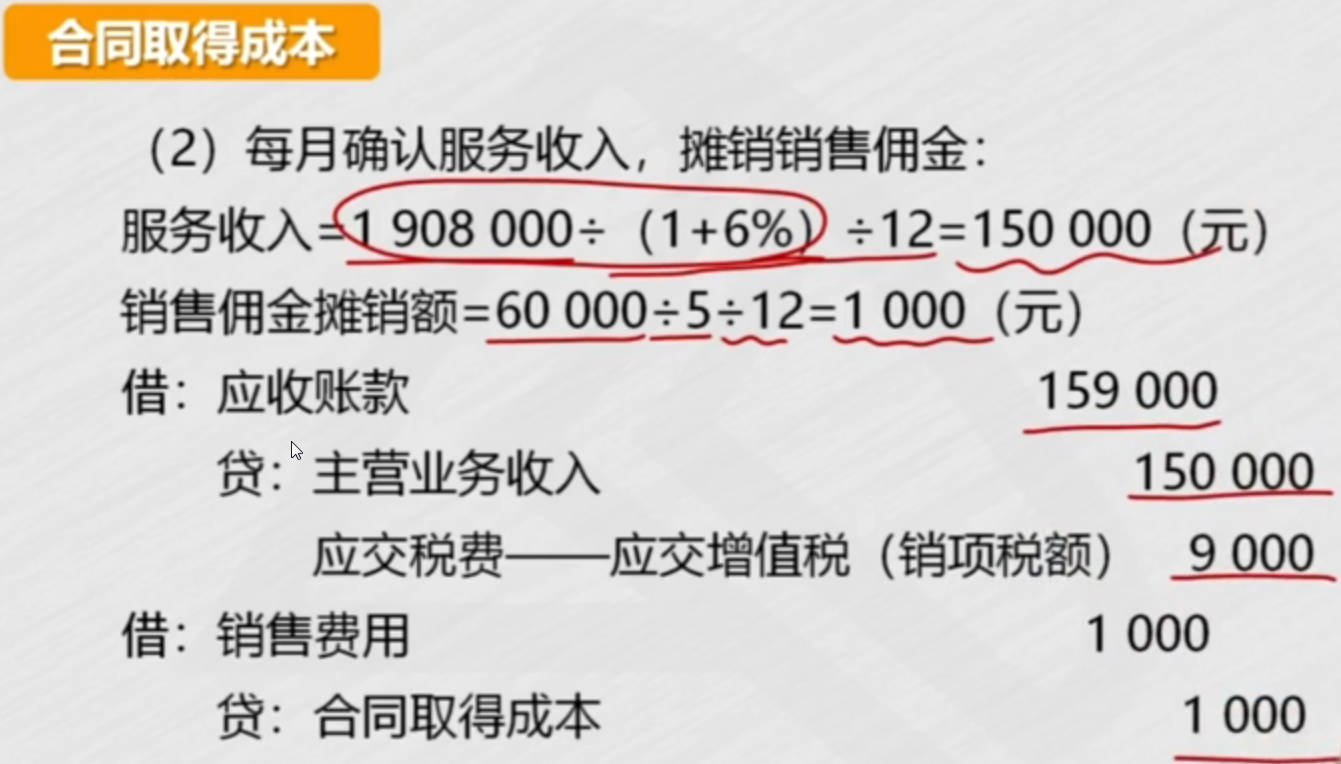 合同取得成本
（2）每月确认服务收入，摊销销售佣金：
服务收入=1 908 000÷（1+6%）÷12=150 000（元）
销售佣金摊销额=60 000÷5÷12=1 000（元）
借：应收账款 159 000
贷：主营业务收入 150 000
应交税费——应交增值税（销项税额） 9 000
借：销售费用 1 000
贷：合同取得成本 1 000